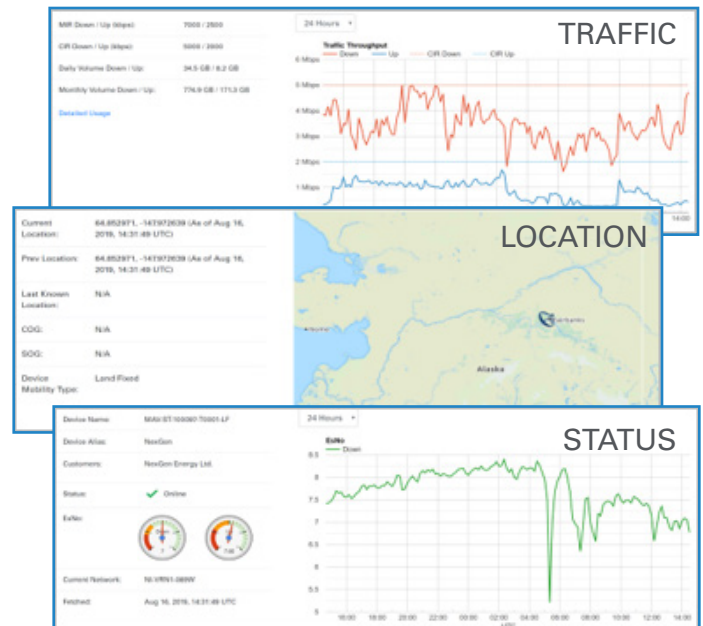 TRAFFIC
MIR Down / Up (kbps): 7000 / 2500
CIR Down / Up (kbps): 5000 / 2000
Daily Volume Down / Up: 34.5 GB / 8.2 GB
Monthly Volume Down / Up: 774.9 GB / 171.3 GB
Detailed Usage
24 Hours
Traffic Throughput
Down Up CIR Down CIR Up
6 Mbps
5 Mbps
4 Mbps
3 Mbps
2 Mbps
1 Mbps
14:00
LOCATION
Current
Location:
64.852971, -147.972639 (As of Aug 16,
2019, 14:31:49 UTC)
Prev Location:
64.852971, -147.972639 (As of Aug 16,
2019, 14:31:49 UTC)
Last Known
Location:
N/A
COG: N/A
SOG: N/A
Device
Mobility Type:
Land Fixed
Fairbanks
Alaska
STATUS
Device Name:
Device Alias: NexGen
Customers: NexGen Energy Ltd.
Status: Online
EsNo:
Down
7
Current Network:
Fetched: Aug 16, 2019, 14:31:49 UTC
24 Hours
EsNo
Down
8.5
8
7.5
7
6.5
6
5.5
5
16:00 18:00 20:00 22:00 00:00 02:00 04:00 06:00 08:00 10:00 12:00 14:00
UTC